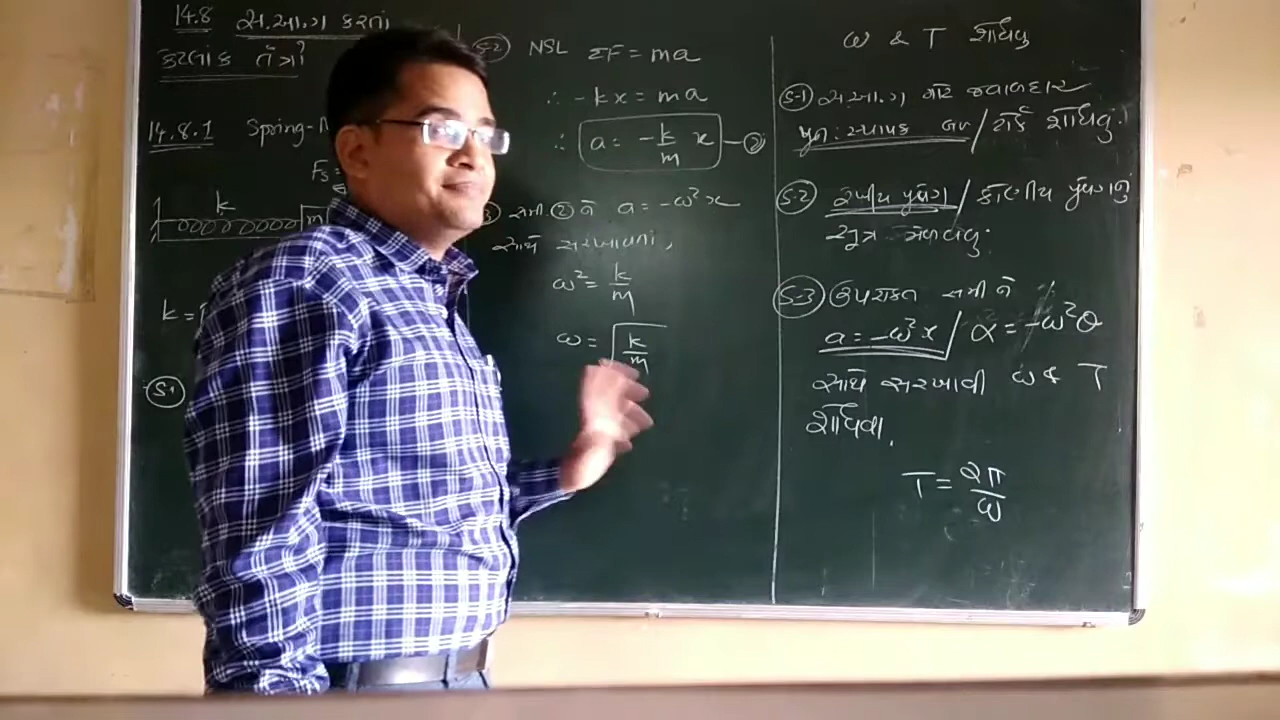 14.8 સ.આ.ગ કરતાં
કેટલાંક તંત્રો
14.8.1 Spring-
Fs =
k
m
k =
S-1
S-2 NSL ΣF = ma
∴ -kx = ma
∴ a = -k/m x — ②
3 સમી. ② ને a = -ω²x
સાથે સરખાવતાં,
ω² = k/m
ω = √(k/m)
ω & T શોધવુ
S-1 સ.આ.ગ માટે જવાબદાર
પુન:સ્થાપક બળ / ટોર્ક શોધવું.
S-2 રેખીય પ્રવેગ / કોણીય પ્રવેગનું
સૂત્ર મેળવવું.
S-3 ઉપરોક્ત સમી ને
a = -ω²x / α = -ω²θ
સાથે સરખાવી ω & T
શોધવા.
T = 2π/ω